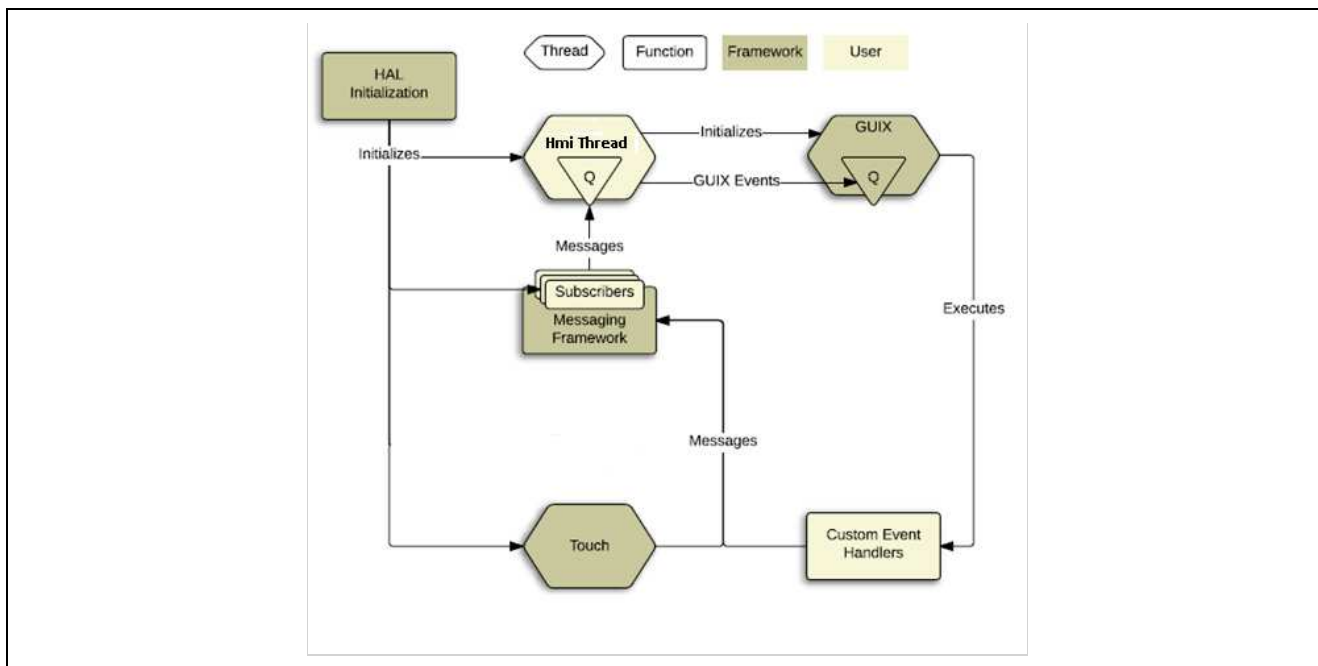 Thread
Function
Framework
User
HAL
Initialization
Initializes
Hmi Thread
Q
Initializes
GUIX Events
GUIX
Q
Messages
Subscribers
Messaging
Framework
Executes
Messages
Touch
Custom Event
Handlers